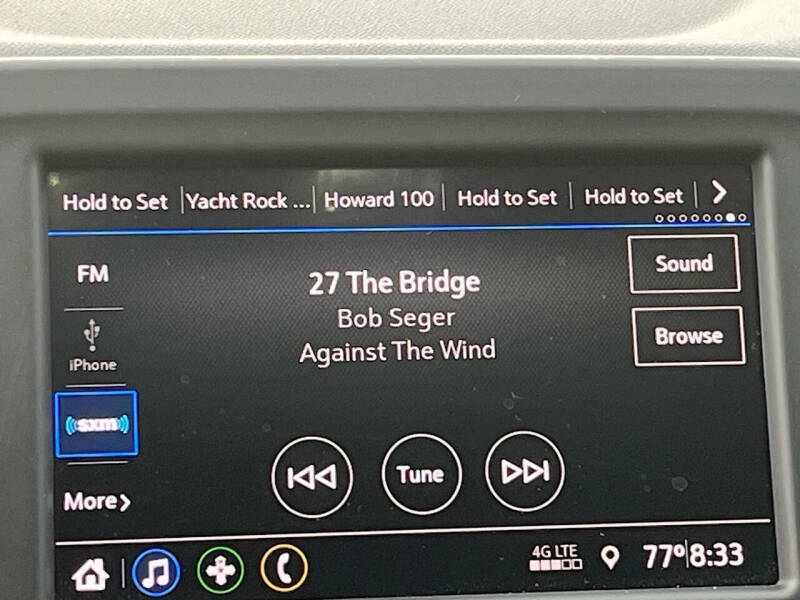 Hold to Set Yacht Rock ... Howard 100 Hold to Set Hold to Set
FM
27 The Bridge
Sound
Bob Seger
iPhone
Against The Wind
Browse
sxm
More
Tune
4G LTE
77° 8:33